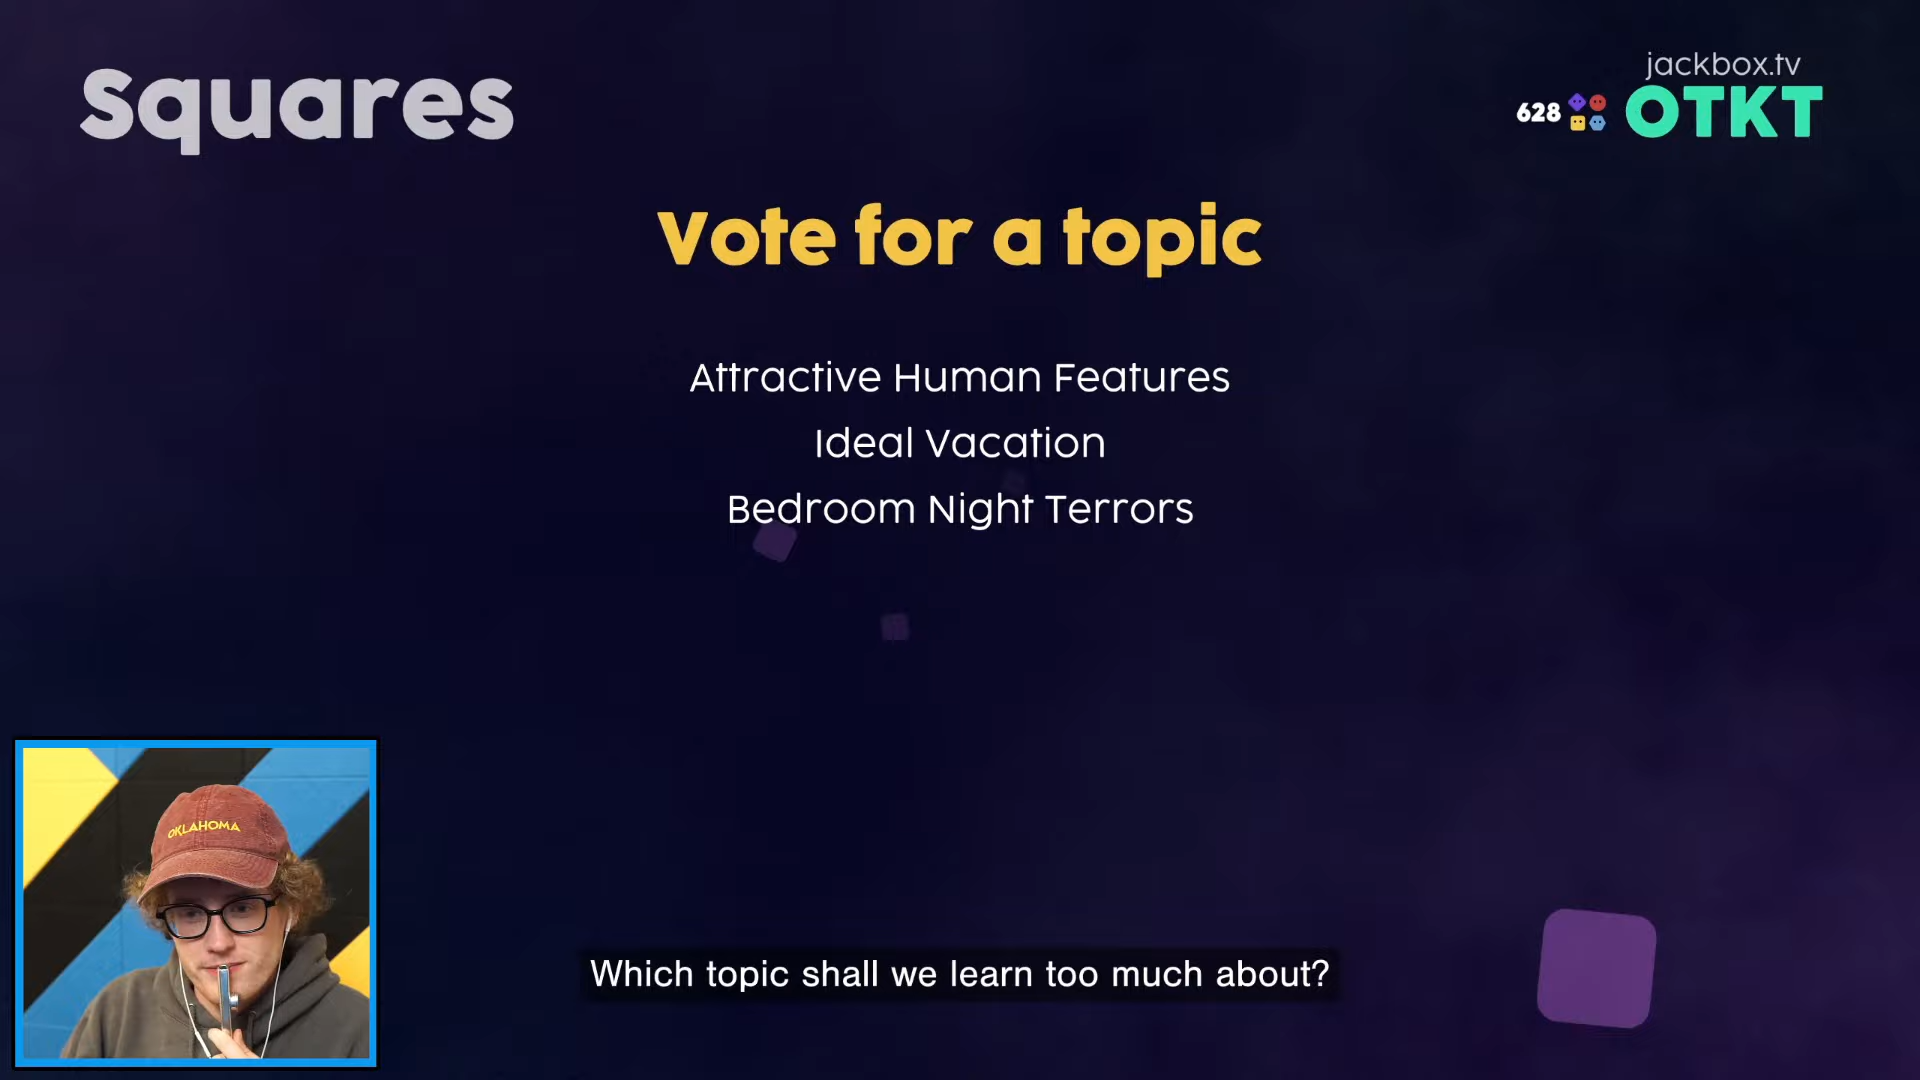 Squares
jackbox.tv
628 OTKT
Vote for a topic
Attractive Human Features
Ideal Vacation
Bedroom Night Terrors
OKLAHOMA
Which topic shall we learn too much about?